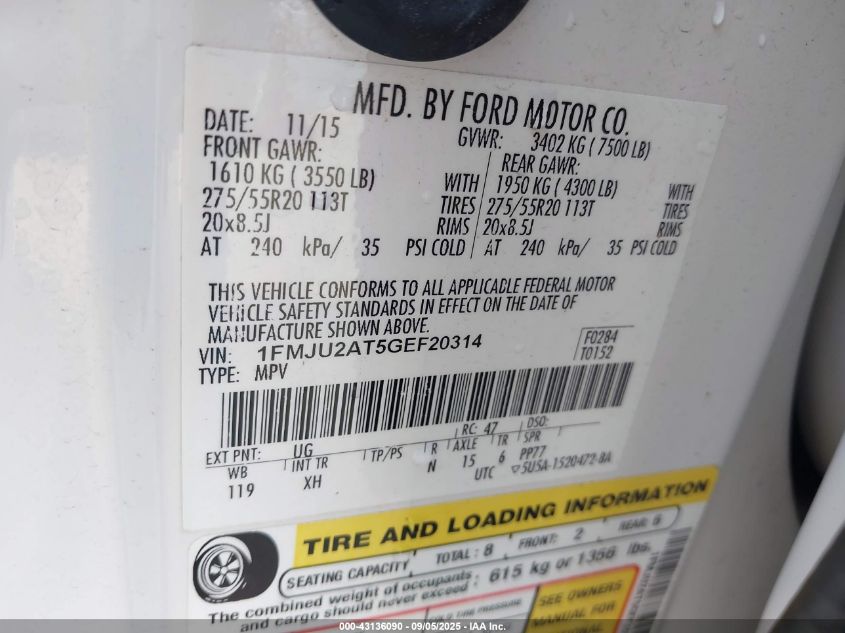 MFD. BY FORD MOTOR CO.
DATE: 11/15 GVWR: 3402 KG ( 7500 LB)
FRONT GAWR: REAR GAWR:
1610 KG ( 3550 LB) WITH 1950 KG ( 4300 LB) WITH
275/55R20 113T TIRES 275/55R20 113T TIRES
20x8.5J RIMS 20x8.5J RIMS
AT 240 kPa/ 35 PSI COLD AT 240 kPa/ 35 PSI COLD
THIS VEHICLE CONFORMS TO ALL APPLICABLE FEDERAL MOTOR
VEHICLE SAFETY STANDARDS IN EFFECT ON THE DATE OF
MANUFACTURE SHOWN ABOVE.
VIN: 1FMJU2AT5GEF20314 F0284
TYPE: MPV T0152
EXT PNT: UG RC: 47 DSO:
WB INT TR TP/PS R AXLE TR SPR
119 XH N 15 6 PP77
UTC 5U5A-1520472-BA
TIRE AND LOADING INFORMATION
SEATING CAPACITY TOTAL: 8 FRONT: 2 REAR: 6
The combined weight of occupants
and cargo should never exceed: 615 kg or 1356 lbs.
COLD TIRE PRESSURE
SEE OWNERS
MANUAL FOR
ADDITIONAL
000-43136090 - 09/05/2025 - IAA Inc.